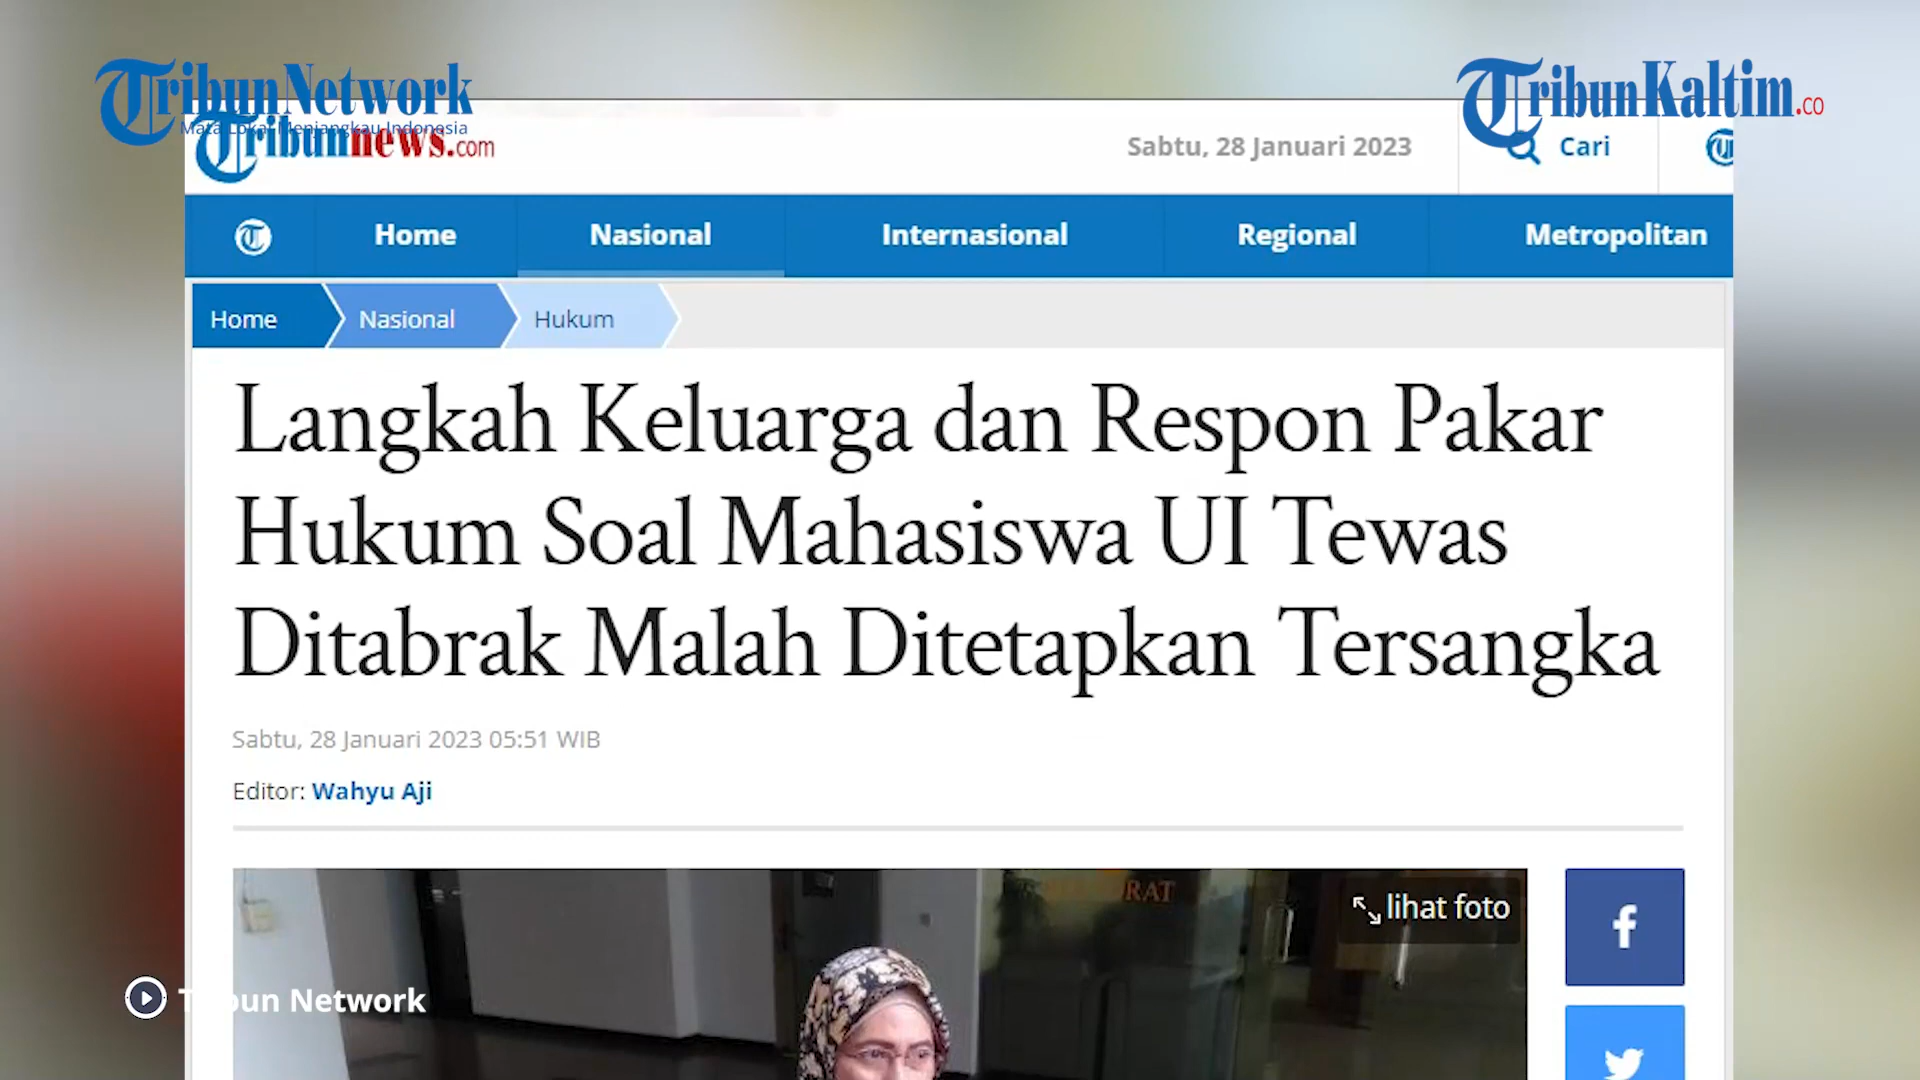 TribunNetwork
Mata Lokal Menjangkau Indonesia
TribunKaltim.co
Tribunnews.com
Sabtu, 28 Januari 2023
Cari
Home
Nasional
Internasional
Regional
Metropolitan
Home
Nasional
Hukum
Langkah Keluarga dan Respon Pakar
Hukum Soal Mahasiswa UI Tewas
Ditabrak Malah Ditetapkan Tersangka
Sabtu, 28 Januari 2023 05:51 WIB
Editor: Wahyu Aji
RAT
lihat foto
Tribun Network